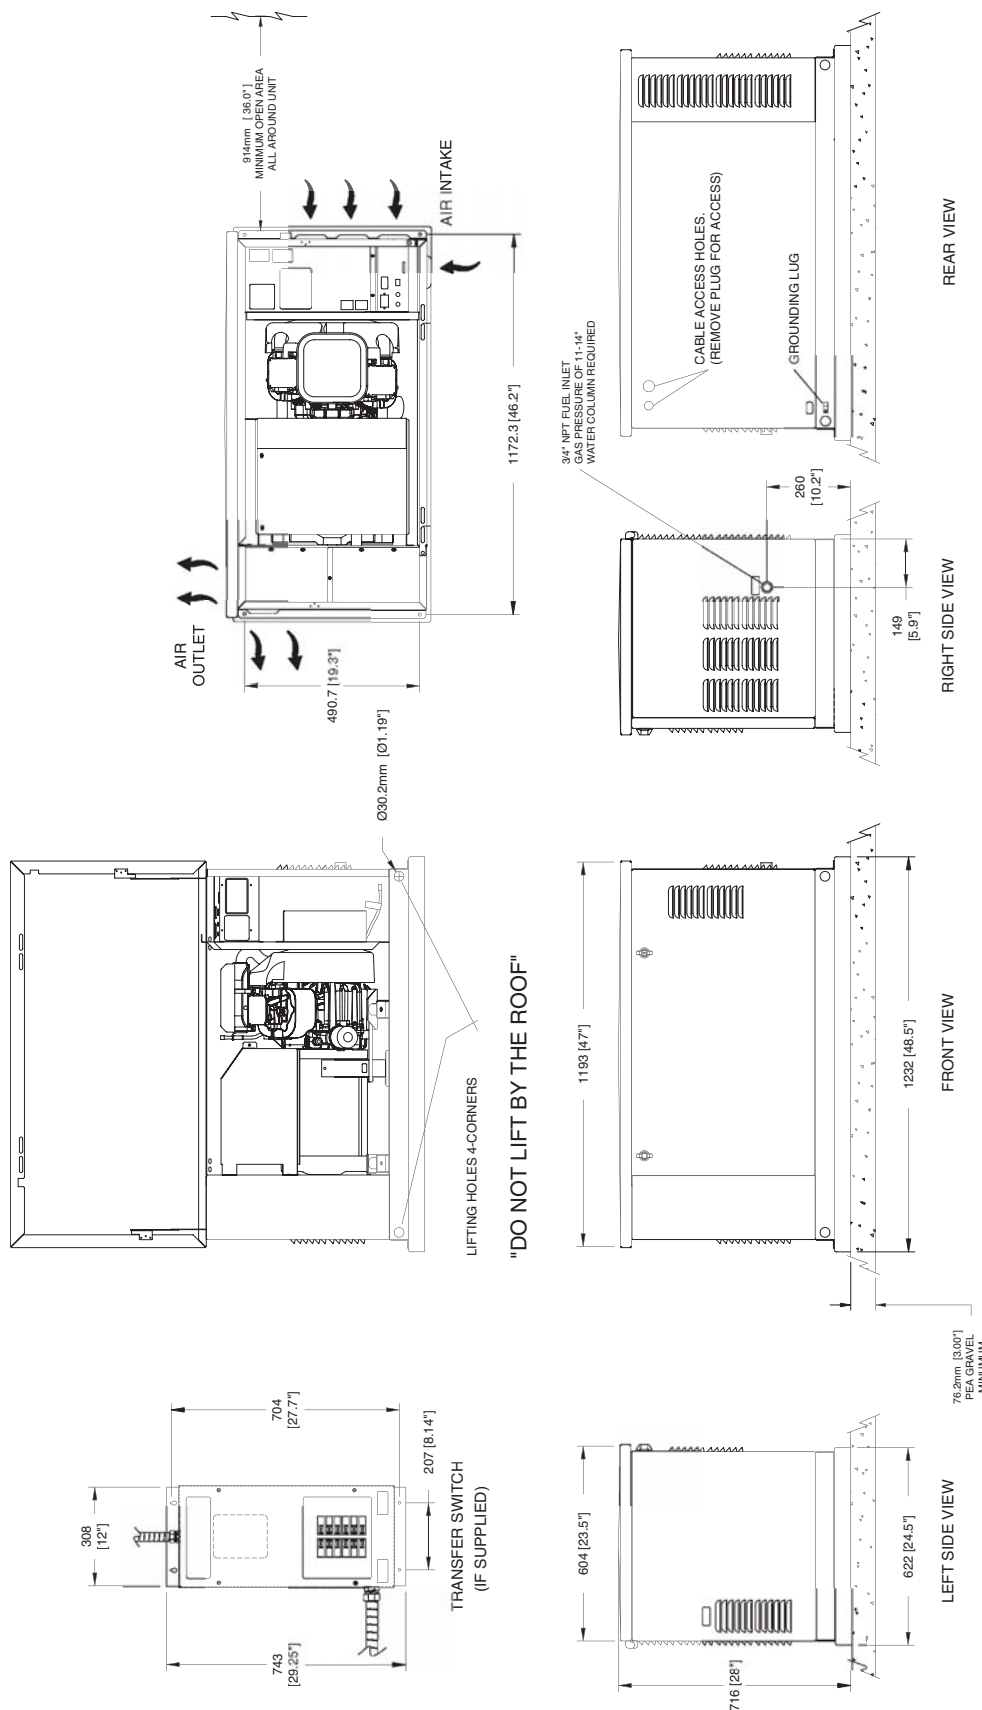 308
[12"]
743
[29.25"]
704
[27.7"]
207 [8.14"]
TRANSFER SWITCH
(IF SUPPLIED)
Ø30.2mm [Ø1.19"]
LIFTING HOLES 4-CORNERS
"DO NOT LIFT BY THE ROOF"
914mm [36.0"]
MINIMUM OPEN AREA
ALL AROUND UNIT
AIR
OUTLET
AIR INTAKE
490.7 [19.3"]
1172.3 [46.2"]
604 [23.5"]
716 [28"]
622 [24.5"]
LEFT SIDE VIEW
76.2mm [3.00"]
PEA GRAVEL
MINIMUM
1193 [47"]
1232 [48.5"]
FRONT VIEW
3/4" NPT FUEL INLET
GAS PRESSURE OF 11-14"
WATER COLUMN REQUIRED
260
[10.2"]
149
[5.9"]
RIGHT SIDE VIEW
CABLE ACCESS HOLES.
(REMOVE PLUG FOR ACCESS)
GROUNDING LUG
REAR VIEW